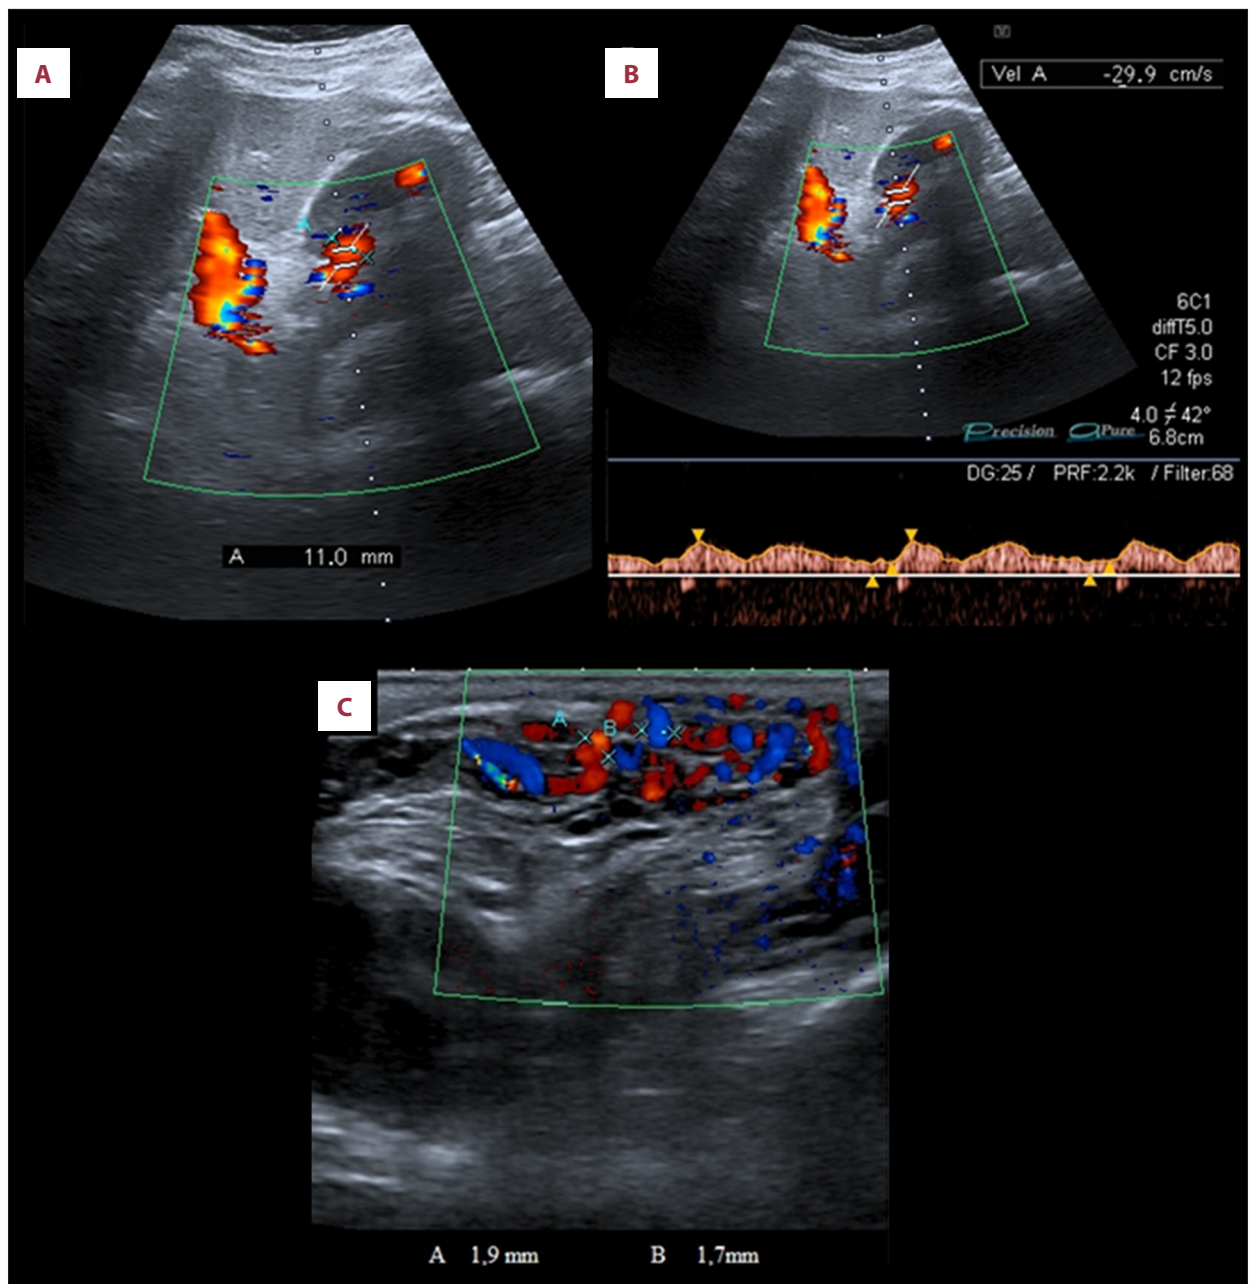 A
A
A 11.0 mm
B
Vel A -29.9 cm/s
6C1
diffT5.0
CF 3.0
12 fps
4.0 42°
Precision APure 6.8cm
DG:25 / PRF:2.2k / Filter:68
C
A
B
A 1,9 mm B 1,7mm